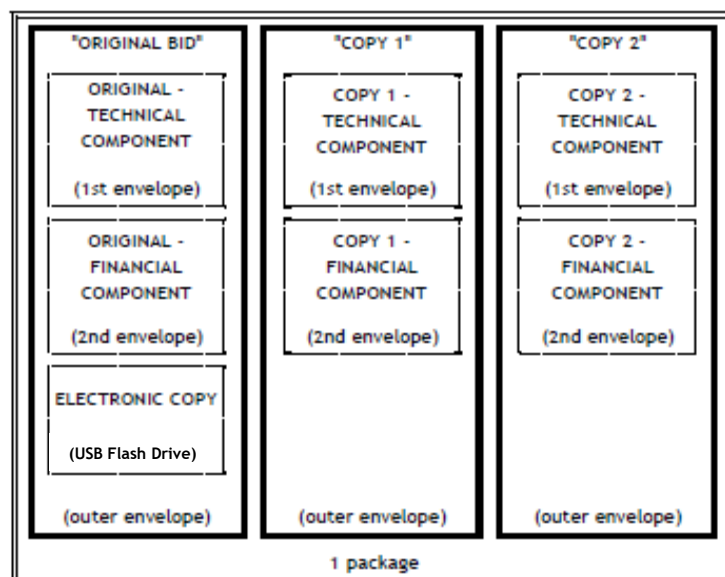 "ORIGINAL BID"
ORIGINAL -
TECHNICAL
COMPONENT
(1st envelope)
ORIGINAL -
FINANCIAL
COMPONENT
(2nd envelope)
ELECTRONIC COPY
(USB Flash Drive)
(outer envelope)
"COPY 1"
COPY 1 -
TECHNICAL
COMPONENT
(1st envelope)
COPY 1 -
FINANCIAL
COMPONENT
(2nd envelope)
(outer envelope)
"COPY 2"
COPY 2 -
TECHNICAL
COMPONENT
(1st envelope)
COPY 2 -
FINANCIAL
COMPONENT
(2nd envelope)
(outer envelope)
1 package